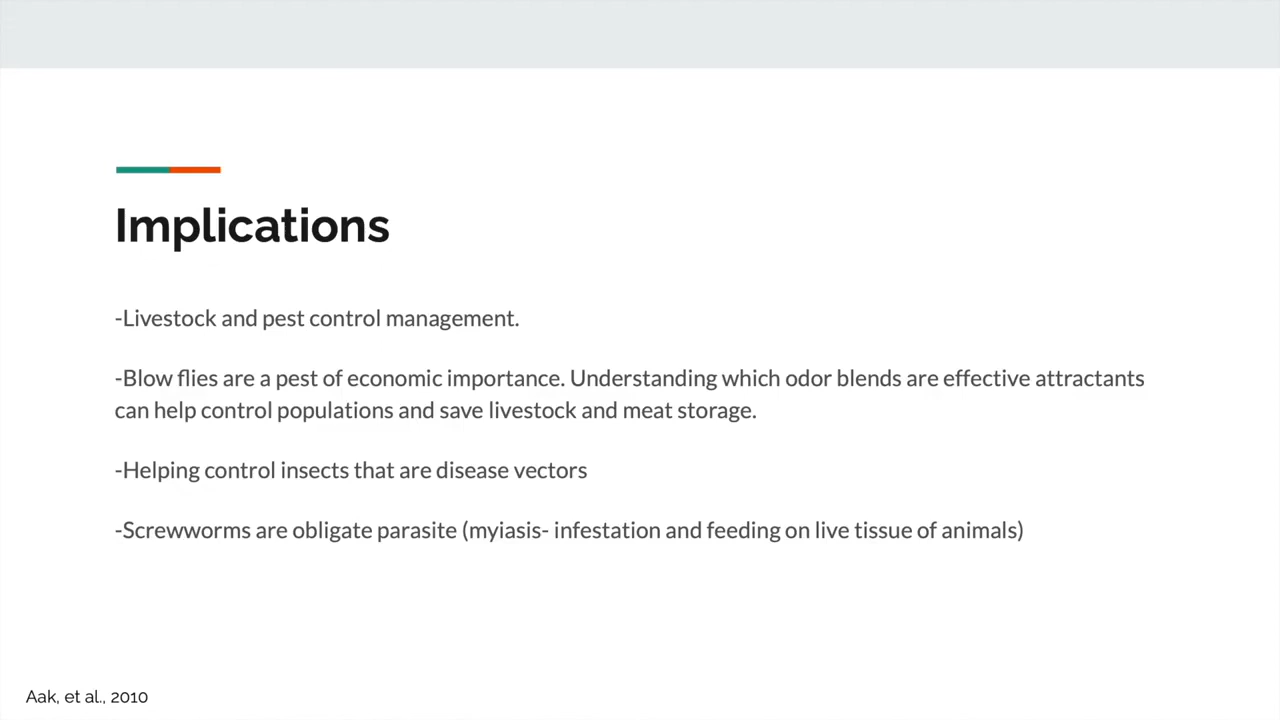 Implications
-Livestock and pest control management.
-Blow flies are a pest of economic importance. Understanding which odor blends are effective attractants
can help control populations and save livestock and meat storage.
-Helping control insects that are disease vectors
-Screwworms are obligate parasite (myiasis- infestation and feeding on live tissue of animals)
Aak, et al., 2010